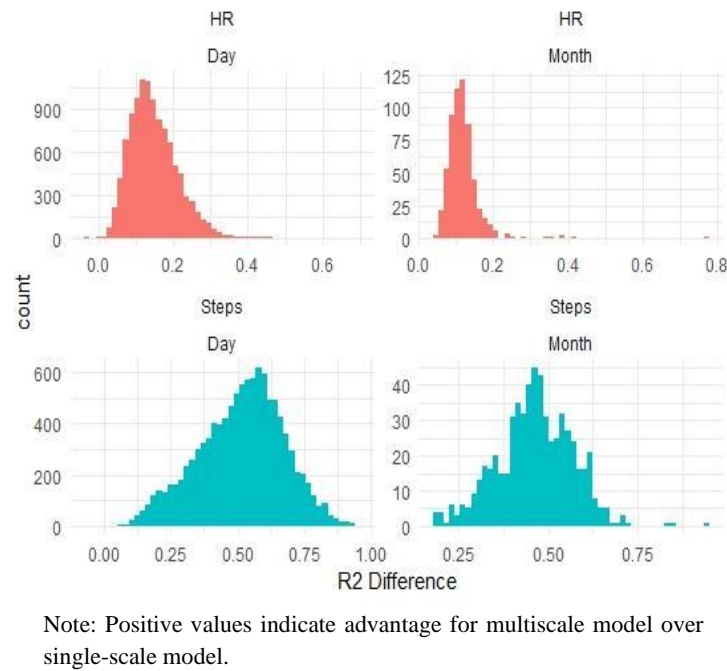 HR
HR
Day
Month
900
600
300
0
125
100
75
50
25
0
0.0 0.2 0.4 0.6
0.0 0.2 0.4 0.6 0.8
count
Steps
Steps
Day
Month
600
400
200
0
40
30
20
10
0
0.00 0.25 0.50 0.75 1.00
0.25 0.50 0.75
R2 Difference
Note: Positive values indicate advantage for multiscale model over
single-scale model.